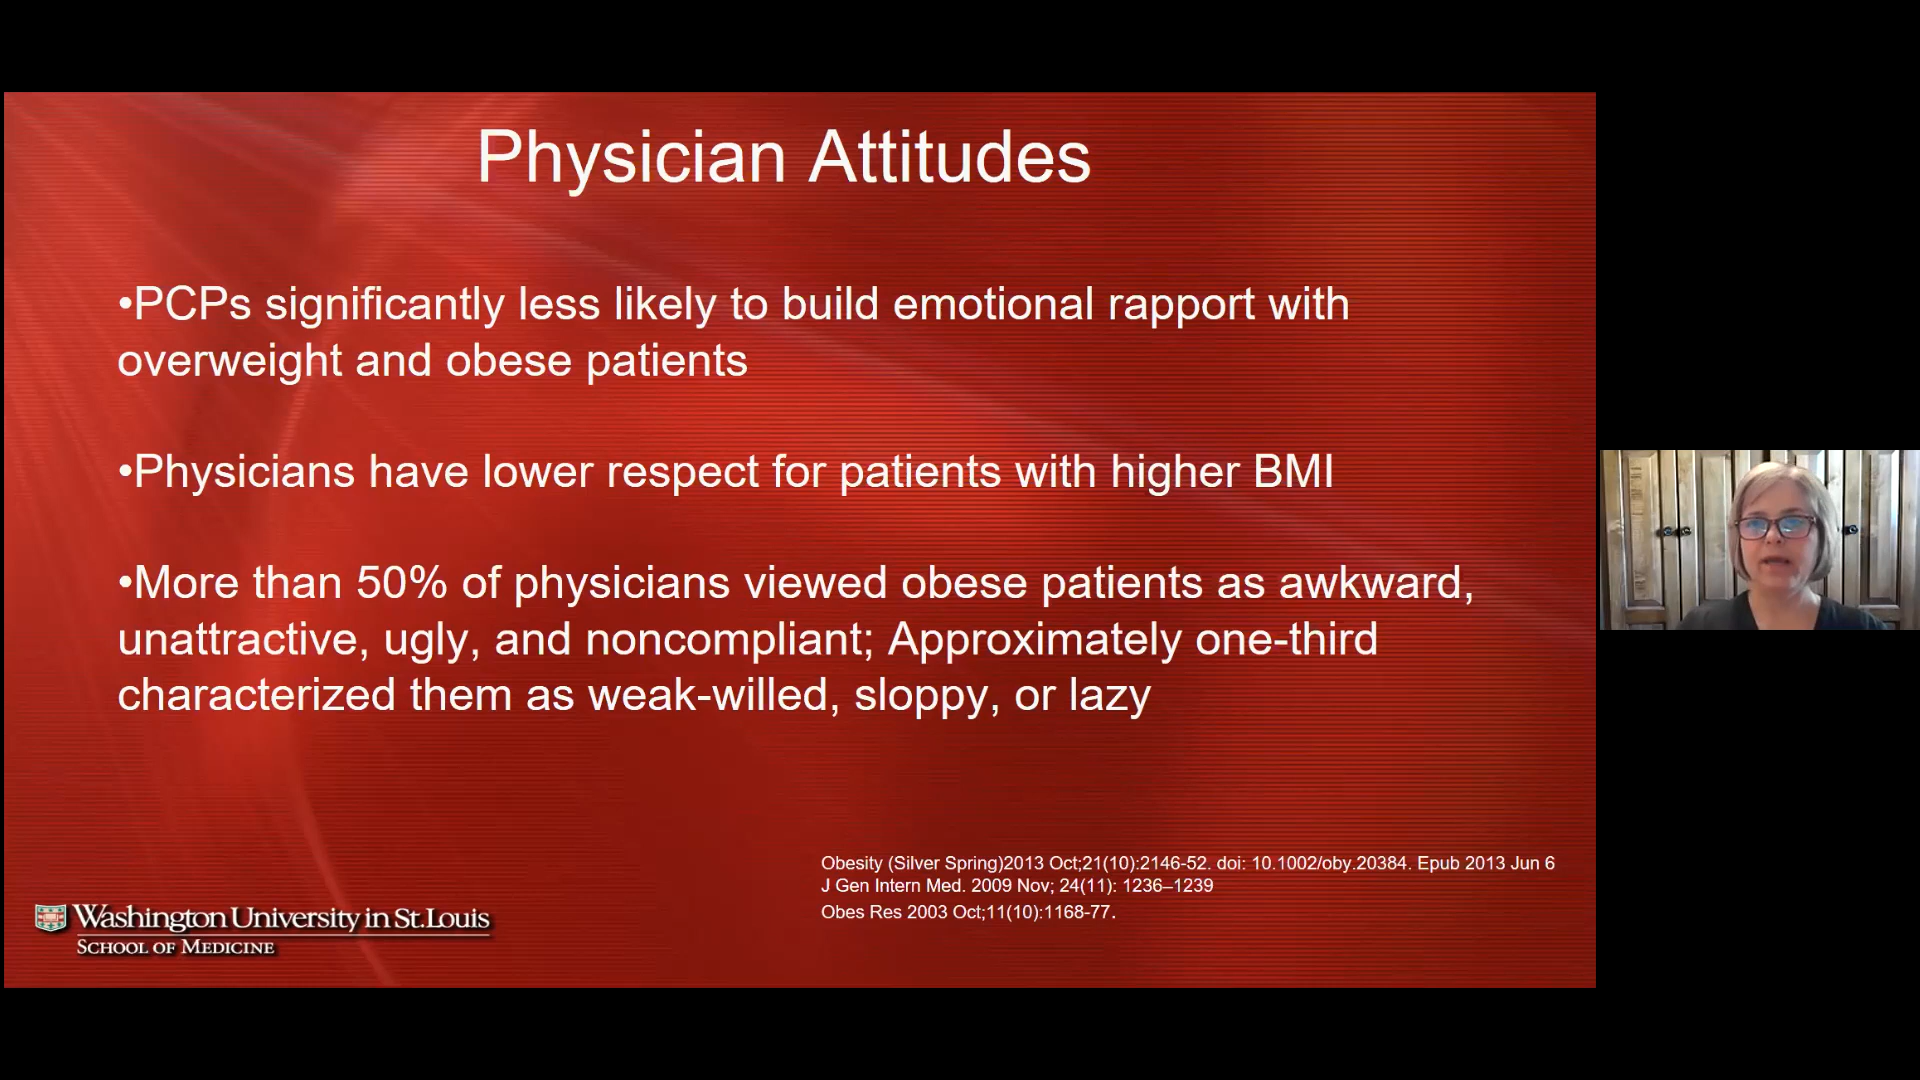 Physician Attitudes
•PCPs significantly less likely to build emotional rapport with
overweight and obese patients
•Physicians have lower respect for patients with higher BMI
•More than 50% of physicians viewed obese patients as awkward,
unattractive, ugly, and noncompliant; Approximately one-third
characterized them as weak-willed, sloppy, or lazy
Obesity (Silver Spring)2013 Oct;21(10):2146-52. doi: 10.1002/oby.20384. Epub 2013 Jun 6
J Gen Intern Med. 2009 Nov; 24(11): 1236–1239
Obes Res 2003 Oct;11(10):1168-77.
Washington University in St. Louis
SCHOOL OF MEDICINE